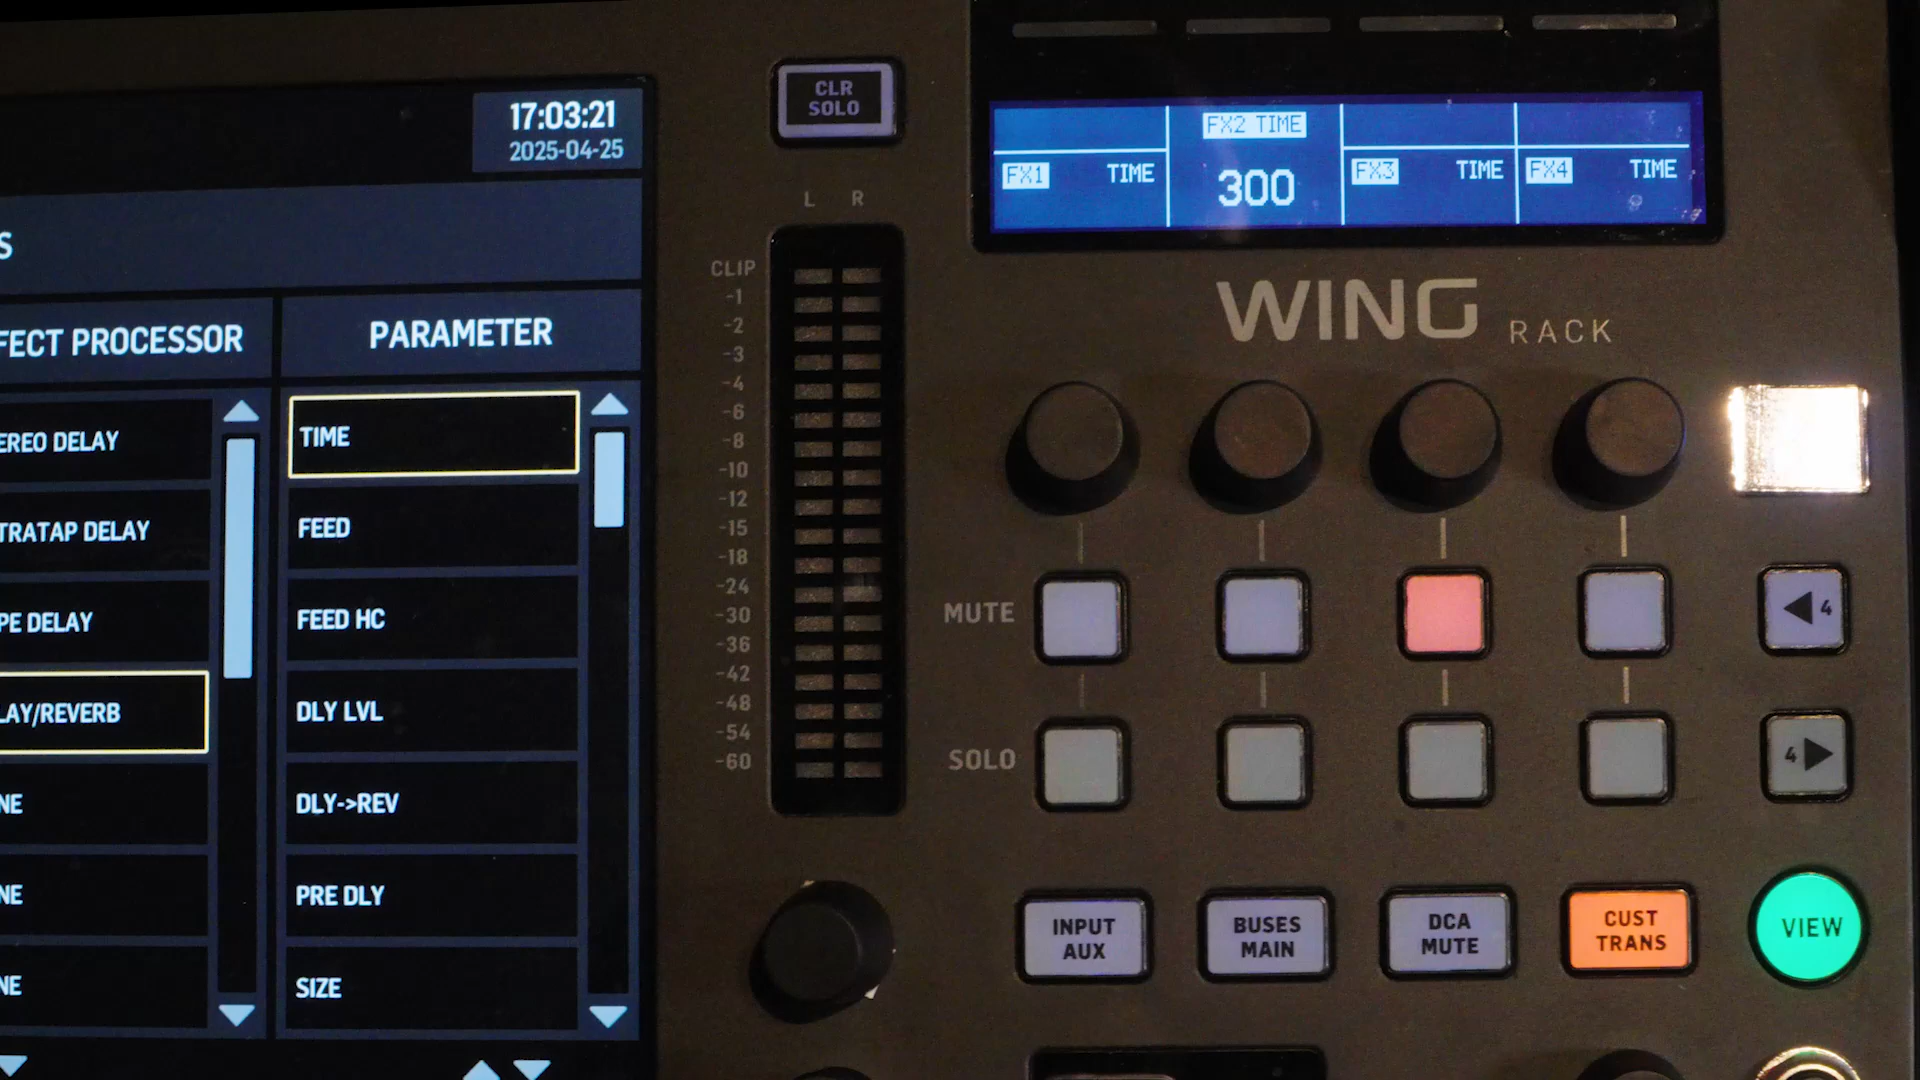 17:03:21
2025-04-25
S
FECT PROCESSOR
PARAMETER
EREO DELAY
TRATAP DELAY
PE DELAY
LAY/REVERB
NE
NE
NE
TIME
FEED
FEED HC
DLY LVL
DLY->REV
PRE DLY
SIZE
CLR
SOLO
L R
CLIP
-1
-2
-3
-4
-6
-8
-10
-12
-15
-18
-24
-30
-36
-42
-48
-54
-60
FX1 TIME
FX2 TIME
300
FX3 TIME
FX4 TIME
WING RACK
MUTE
4
SOLO
4
INPUT
AUX
BUSES
MAIN
DCA
MUTE
CUST
TRANS
VIEW